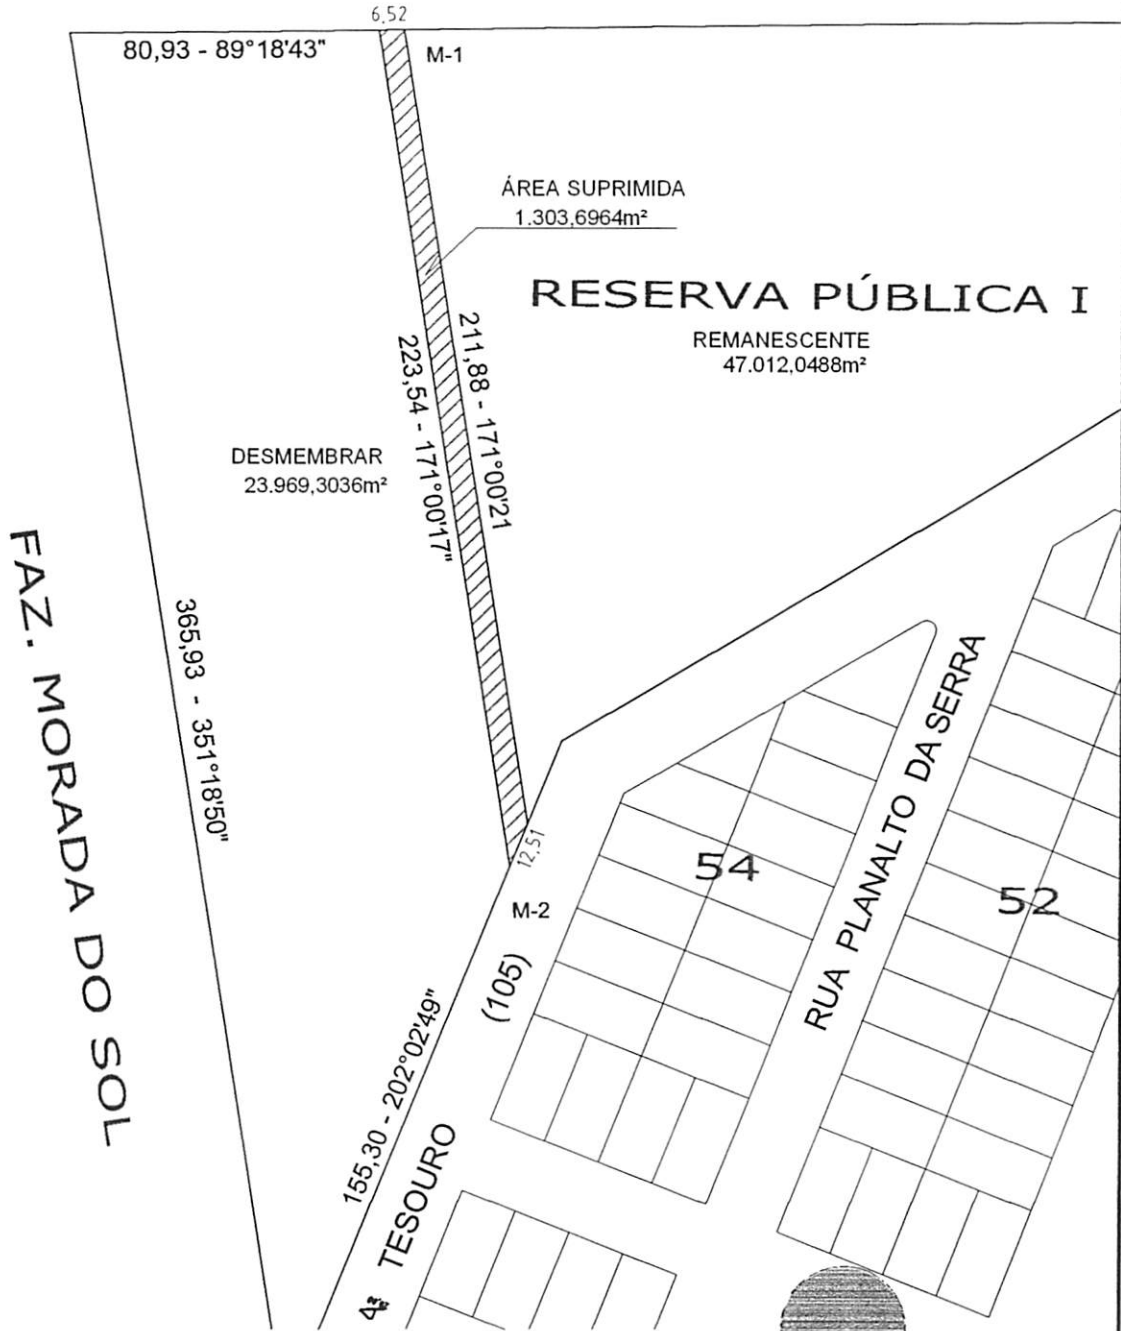 6,52
80,93 - 89°18'43"
M-1
ÁREA SUPRIMIDA
1.303,6964m²
RESERVA PÚBLICA I
REMANESCENTE
47.012,0488m²
211,88 - 171°00'21
223,54 - 171°00'17"
DESMEMBRAR
23.969,3036m²
FAZ. MORADA DO SOL
365,93 - 351°18'50"
12,51
M-2
(105)
54
52
RUA PLANALTO DA SERRA
155,30 - 202°02'49"
TESOURO